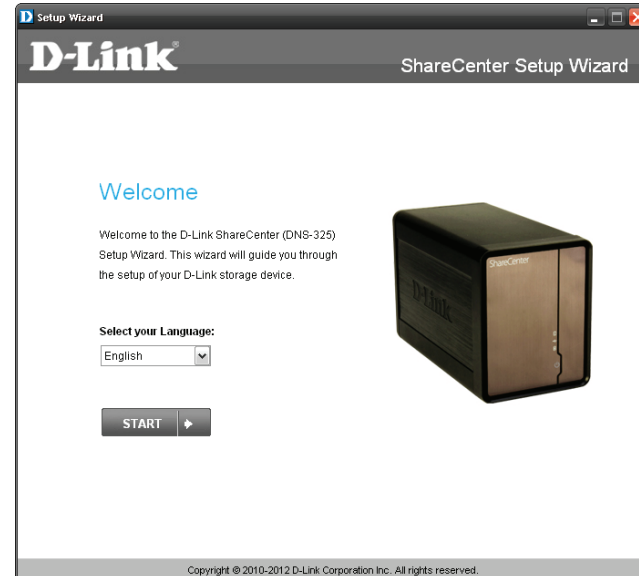 Setup Wizard
D-Link®
ShareCenter Setup Wizard
Welcome
Welcome to the D-Link ShareCenter (DNS-325)
Setup Wizard. This wizard will guide you through
the setup of your D-Link storage device.
ShareCenter
D-Link
Select your Language:
English
START
Copyright © 2010-2012 D-Link Corporation Inc. All rights reserved.